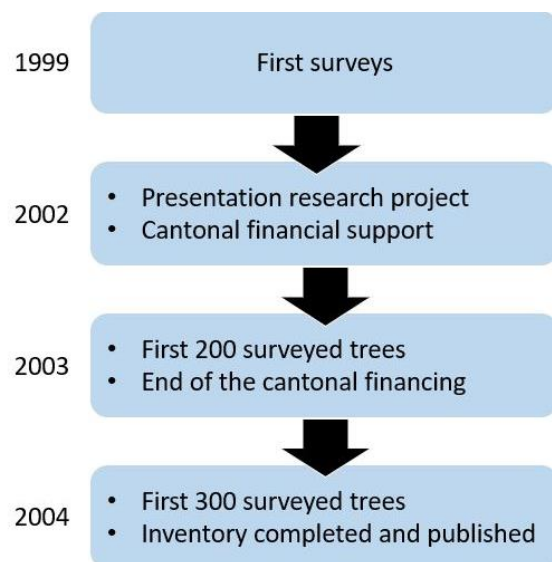 1999
First surveys
2002
• Presentation research project
• Cantonal financial support
2003
• First 200 surveyed trees
• End of the cantonal financing
2004
• First 300 surveyed trees
• Inventory completed and published